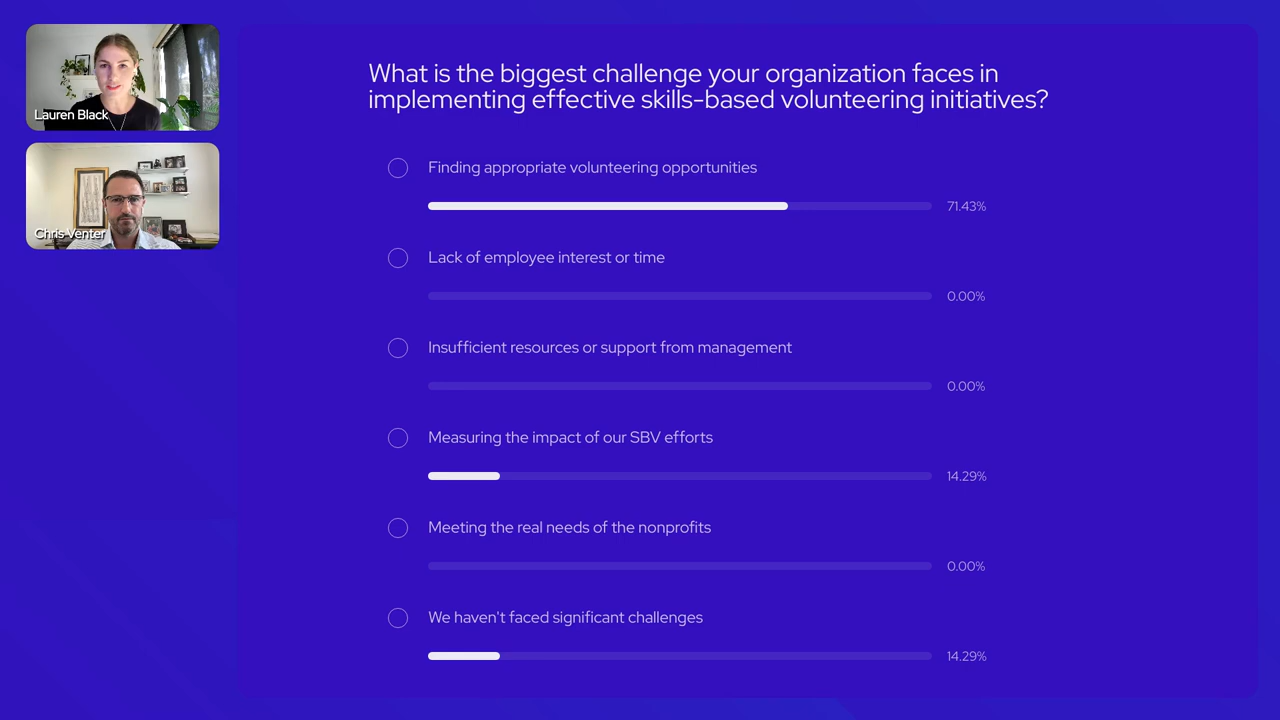 Lauren Black
Chris Venter
What is the biggest challenge your organization faces in
implementing effective skills-based volunteering initiatives?
Finding appropriate volunteering opportunities
71.43%
Lack of employee interest or time
0.00%
Insufficient resources or support from management
0.00%
Measuring the impact of our SBV efforts
14.29%
Meeting the real needs of the nonprofits
0.00%
We haven't faced significant challenges
14.29%